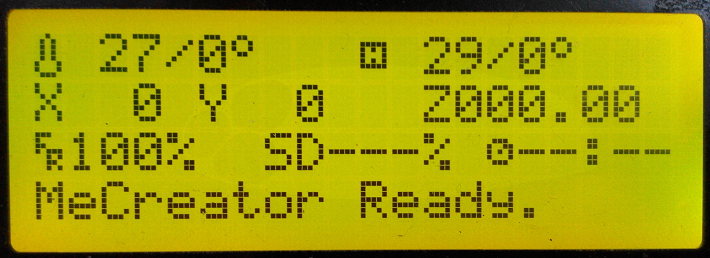 27/0° 29/0°
X 0 Y 0 Z000.00
100% SD---% --:--
MeCreator Ready.